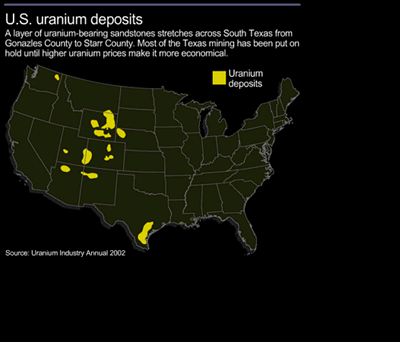 U.S. uranium deposits
A layer of uranium-bearing sandstones stretches across South Texas from
Gonazles County to Starr County. Most of the Texas mining has been put on
hold until higher uranium prices make it more economical.
Uranium
deposits
Source: Uranium Industry Annual 2002